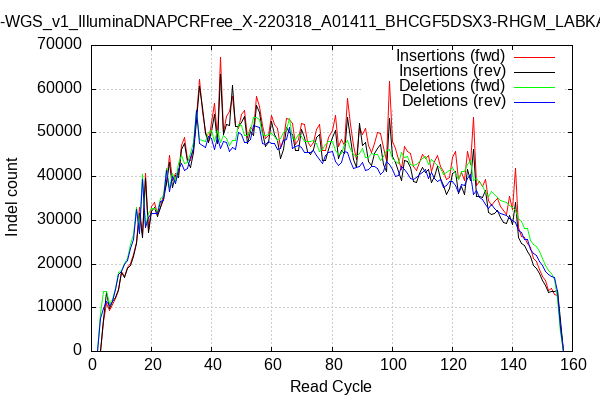 -WGS_v1_IlluminaDNAPCRFree_X-220318_A01411_BHCGF5DSX3-RHGM_LABKA
70000
60000
50000
40000
30000
20000
10000
0
Indel count
Insertions (fwd)
Insertions (rev)
Deletions (fwd)
Deletions (rev)
0 20 40 60 80 100 120 140 160
Read Cycle